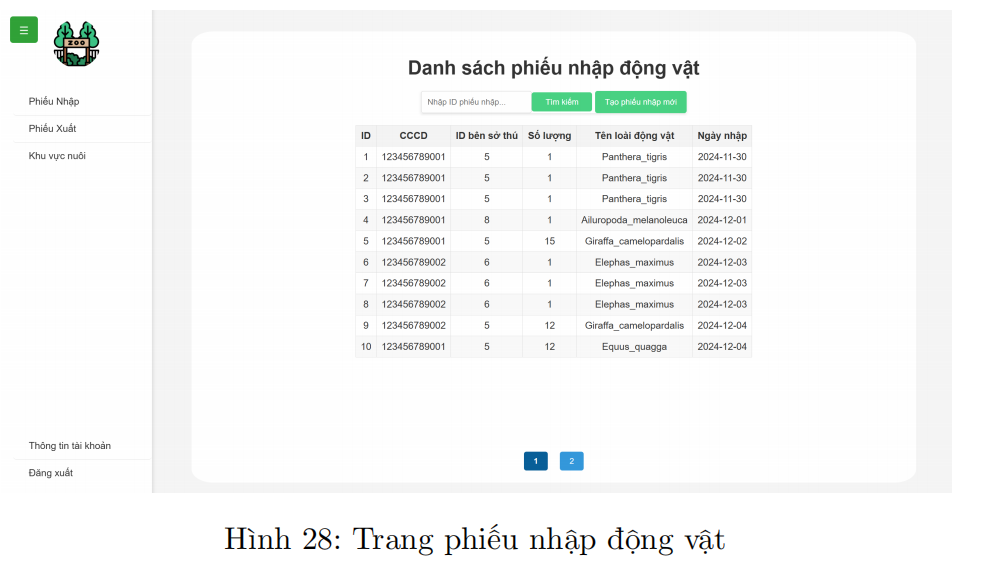 ☰
ZOO
Phiếu Nhập
Phiếu Xuất
Khu vực nuôi
Thông tin tài khoản
Đăng xuất
Danh sách phiếu nhập động vật
Nhập ID phiếu nhập... Tìm kiếm Tạo phiếu nhập mới
ID CCCD ID bên sở thú Số lượng Tên loài động vật Ngày nhập
1 123456789001 5 1 Panthera_tigris 2024-11-30
2 123456789001 5 1 Panthera_tigris 2024-11-30
3 123456789001 5 1 Panthera_tigris 2024-11-30
4 123456789001 8 1 Ailuropoda_melanoleuca 2024-12-01
5 123456789001 5 15 Giraffa_camelopardalis 2024-12-02
6 123456789002 6 1 Elephas_maximus 2024-12-03
7 123456789002 6 1 Elephas_maximus 2024-12-03
8 123456789002 6 1 Elephas_maximus 2024-12-03
9 123456789002 5 12 Giraffa_camelopardalis 2024-12-04
10 123456789001 5 12 Equus_quagga 2024-12-04
1 2
Hình 28: Trang phiếu nhập động vật